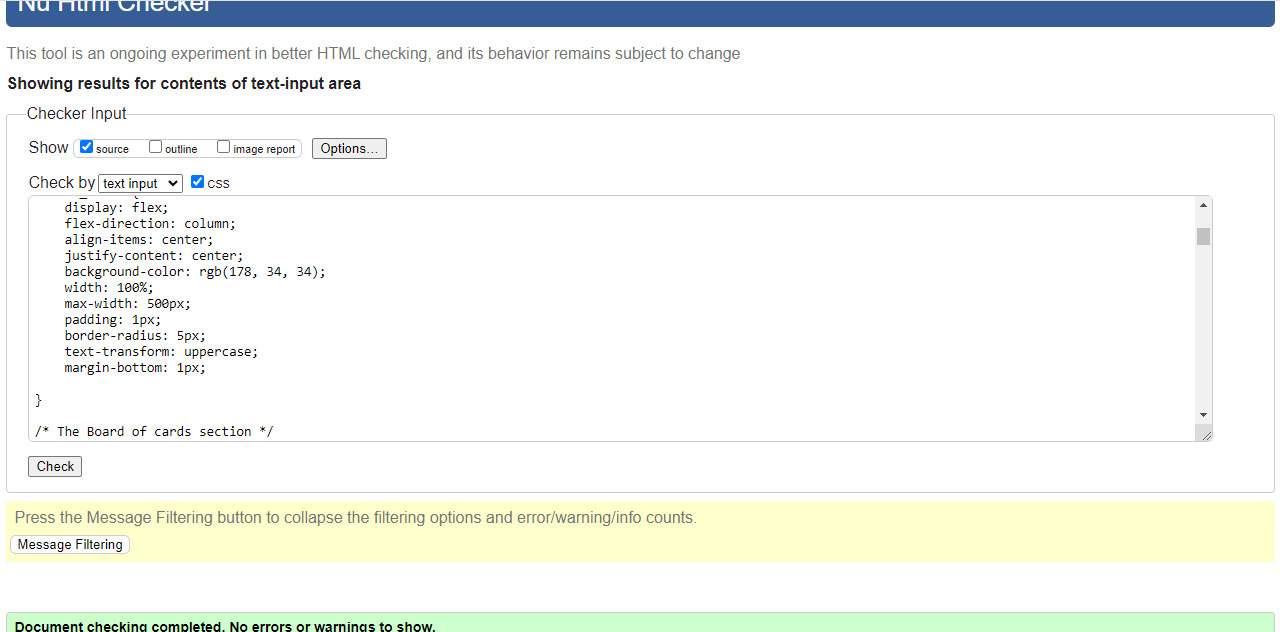 Nu Html Checker
This tool is an ongoing experiment in better HTML checking, and its behavior remains subject to change
Showing results for contents of text-input area
Checker Input
Show source outline image report Options...
Check by text input css
display: flex;
flex-direction: column;
align-items: center;
justify-content: center;
background-color: rgb(178, 34, 34);
width: 100%;
max-width: 500px;
padding: 1px;
border-radius: 5px;
text-transform: uppercase;
margin-bottom: 1px;
}
/* The Board of cards section */
Check
Press the Message Filtering button to collapse the filtering options and error/warning/info counts.
Message Filtering
Document checking completed. No errors or warnings to show.